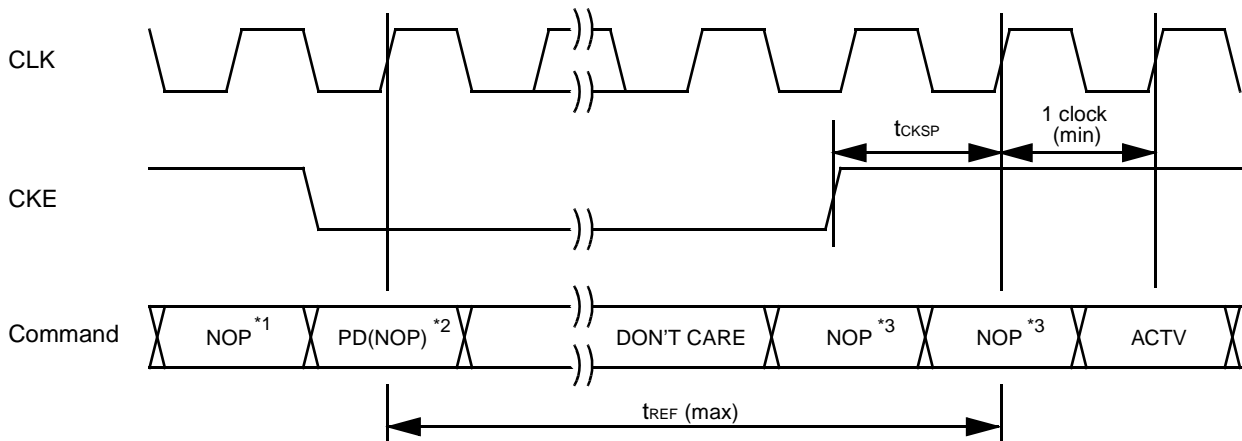 CLK
tCKSP
1 clock
(min)
CKE
Command
NOP *1
PD(NOP) *2
DON'T CARE
NOP *3
NOP *3
ACTV
tREF (max)